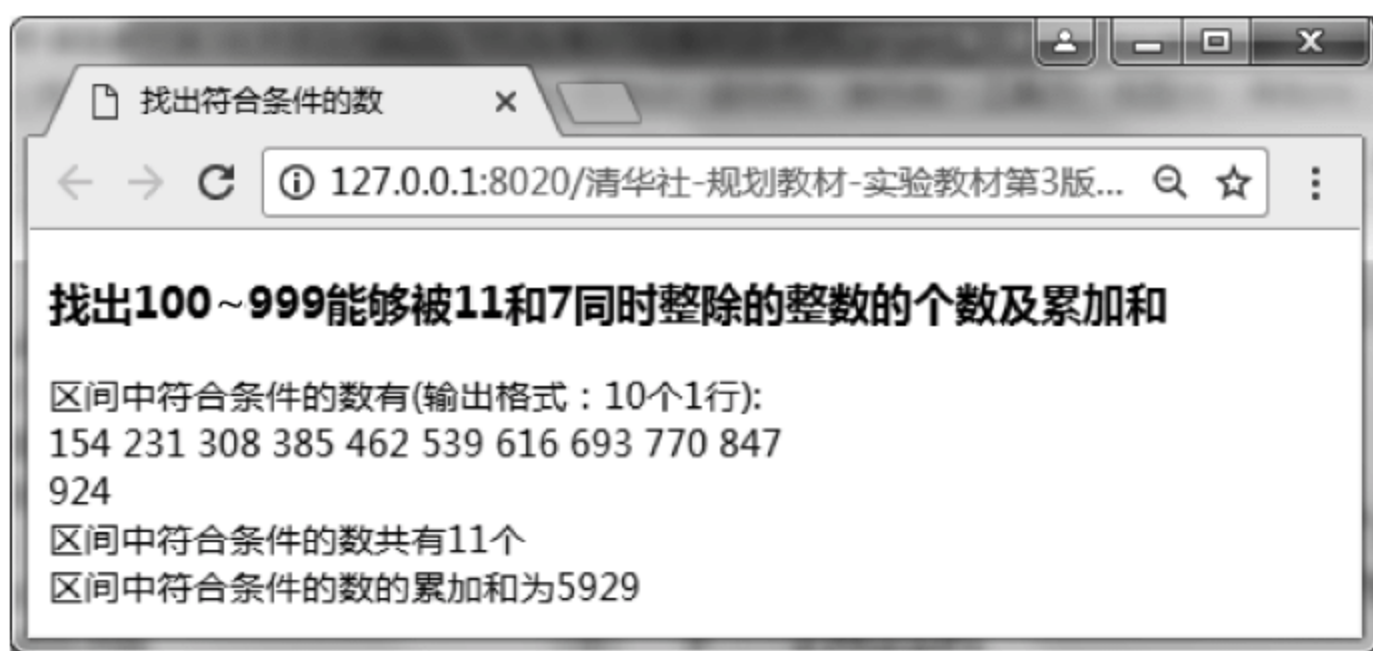 找出符合条件的数
127.0.0.1:8020/清华社-规划教材-实验教材第3版...
找出100~999能够被11和7同时整除的整数的个数及累加和
区间中符合条件的数有(输出格式：10个1行):
154 231 308 385 462 539 616 693 770 847
924
区间中符合条件的数共有11个
区间中符合条件的数的累加和为5929